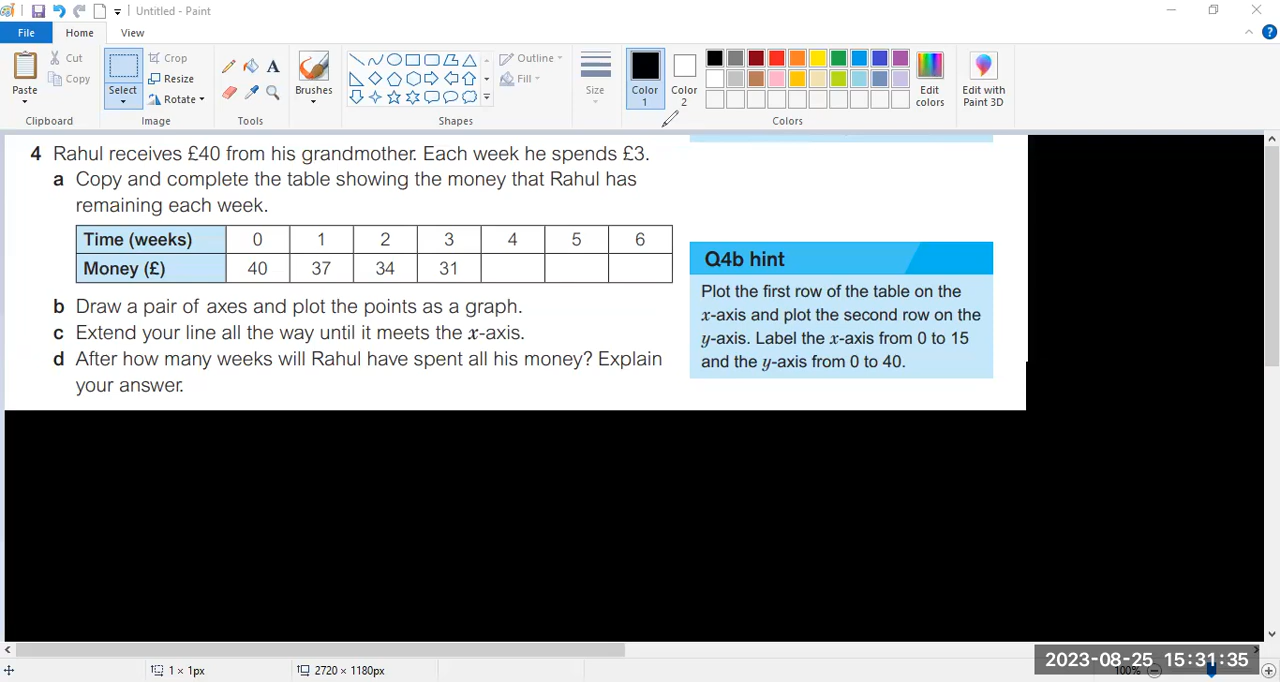 Untitled - Paint
File Home View
Paste
Cut
Copy
Clipboard
Select
Crop
Resize
Rotate
Image
Tools
Brushes
Shapes
Outline
Fill
Size
Color 1
Color 2
Colors
Edit colors
Edit with Paint 3D
4 Rahul receives £40 from his grandmother. Each week he spends £3.
a Copy and complete the table showing the money that Rahul has
remaining each week.
Time (weeks) 0 1 2 3 4 5 6
Money (£) 40 37 34 31
b Draw a pair of axes and plot the points as a graph.
c Extend your line all the way until it meets the x-axis.
d After how many weeks will Rahul have spent all his money? Explain
your answer.
Q4b hint
Plot the first row of the table on the
x-axis and plot the second row on the
y-axis. Label the x-axis from 0 to 15
and the y-axis from 0 to 40.
1 × 1px
2720 × 1180px
100%
2023-08-25 15:31:35